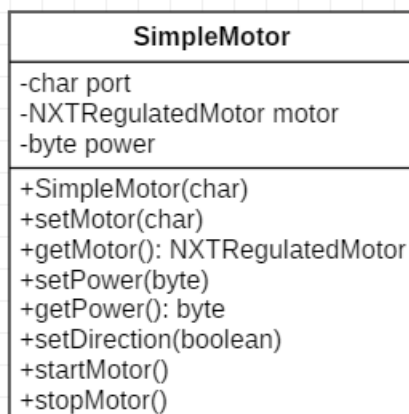 SimpleMotor
-char port
-NXTRegulatedMotor motor
-byte power
+SimpleMotor(char)
+setMotor(char)
+getMotor(): NXTRegulatedMotor
+setPower(byte)
+getPower(): byte
+setDirection(boolean)
+startMotor()
+stopMotor()